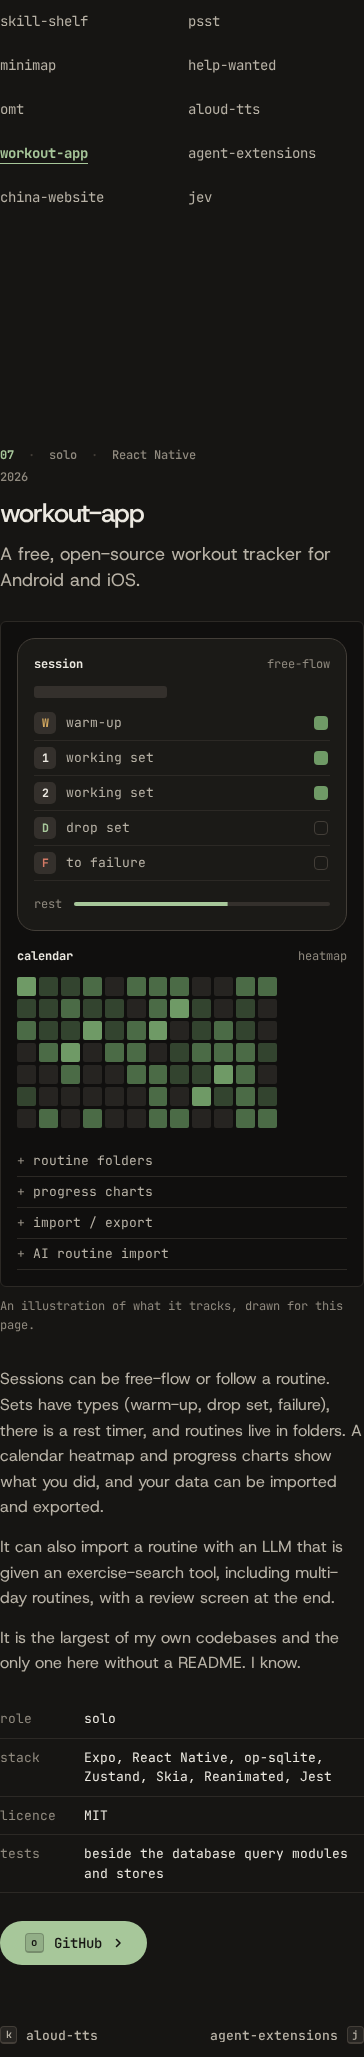 skill-shelf
psst
minimap
help-wanted
omt
aloud-tts
workout-app
agent-extensions
china-website
jev
07 · solo · React Native
2026
workout-app
A free, open-source workout tracker for
Android and iOS.
session
free-flow
W warm-up
1 working set
2 working set
D drop set
F to failure
rest
calendar
heatmap
+ routine folders
+ progress charts
+ import / export
+ AI routine import
An illustration of what it tracks, drawn for this
page.
Sessions can be free-flow or follow a routine.
Sets have types (warm-up, drop set, failure),
there is a rest timer, and routines live in folders. A
calendar heatmap and progress charts show
what you did, and your data can be imported
and exported.
It can also import a routine with an LLM that is
given an exercise-search tool, including multi-
day routines, with a review screen at the end.
It is the largest of my own codebases and the
only one here without a README. I know.
role solo
stack Expo, React Native, op-sqlite,
Zustand, Skia, Reanimated, Jest
licence MIT
tests beside the database query modules
and stores
o GitHub >
k aloud-tts
agent-extensions j